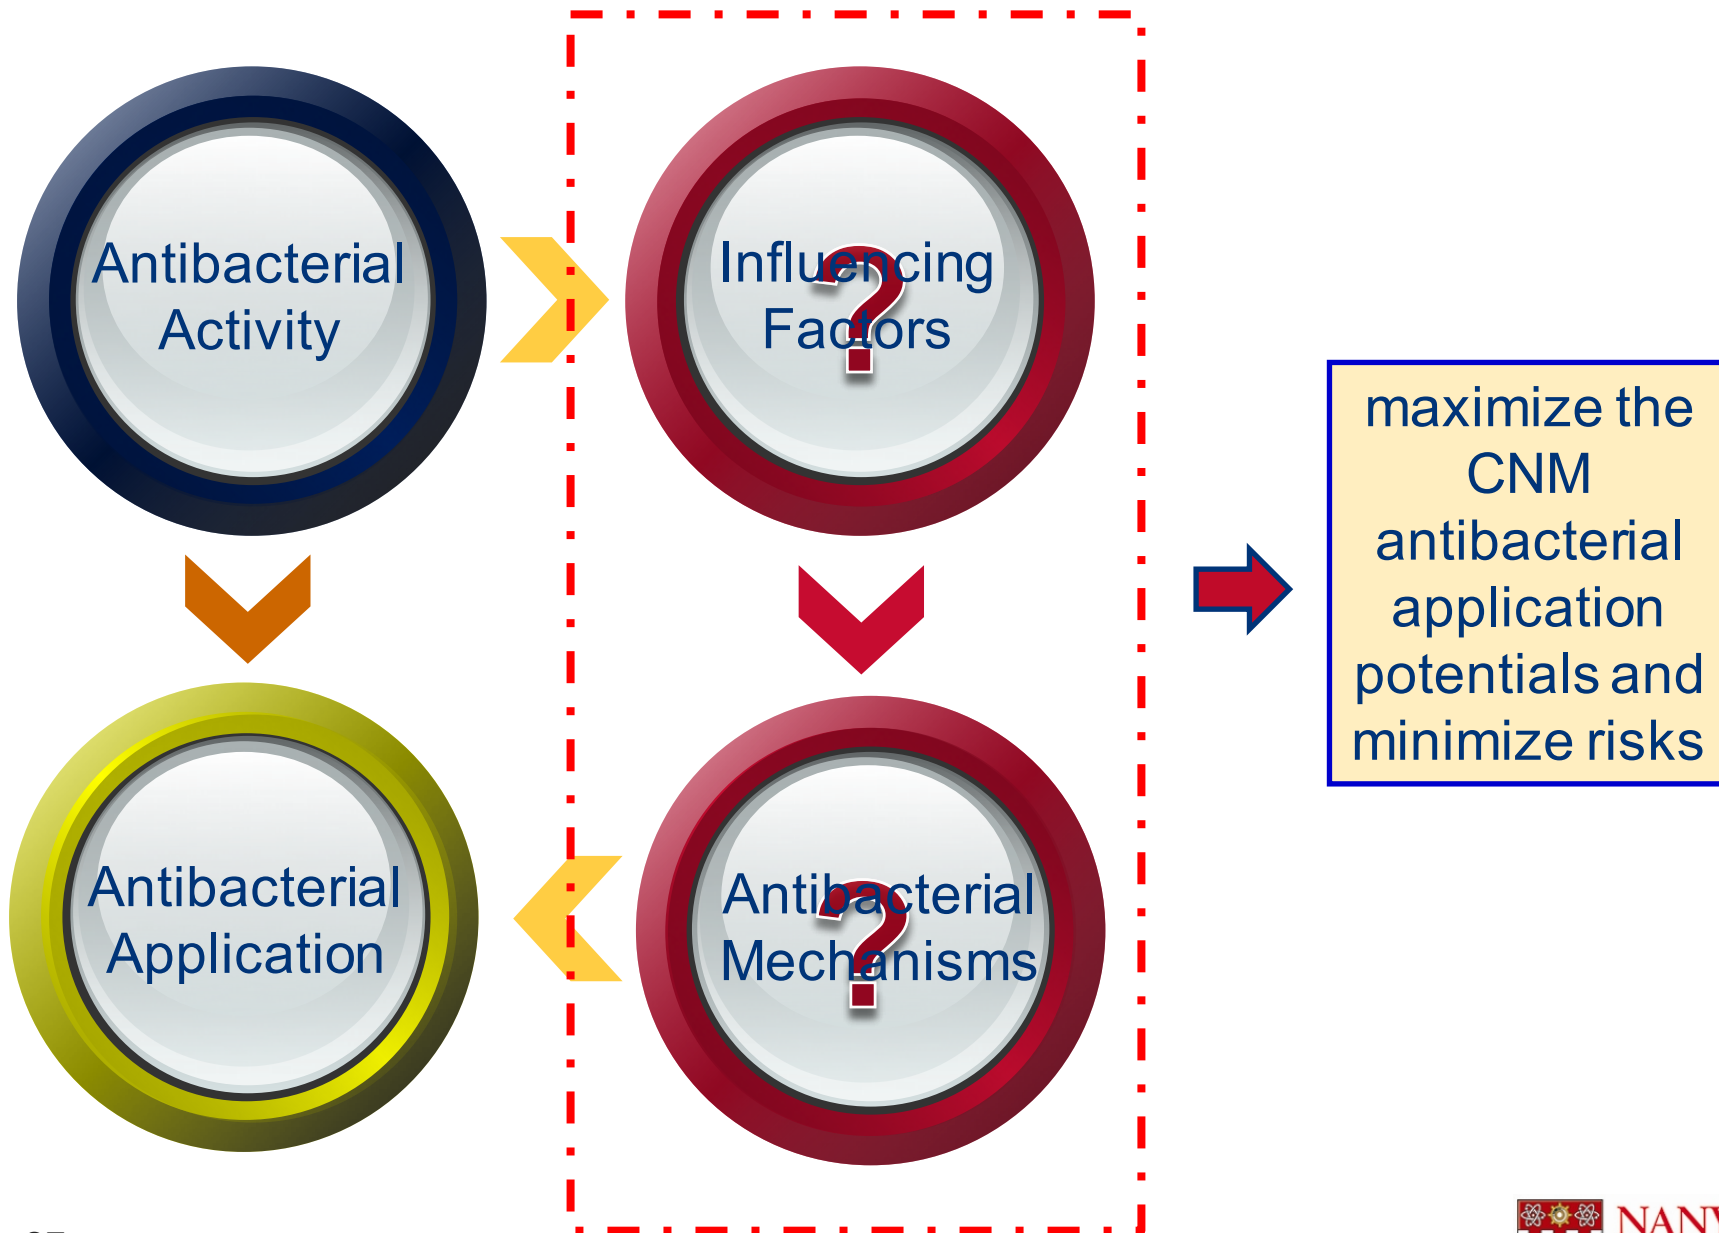 Antibacterial
Activity
Influencing
Factors
?
Antibacterial
Application
Antibacterial
Mechanisms
?
maximize the
CNM
antibacterial
application
potentials and
minimize risks